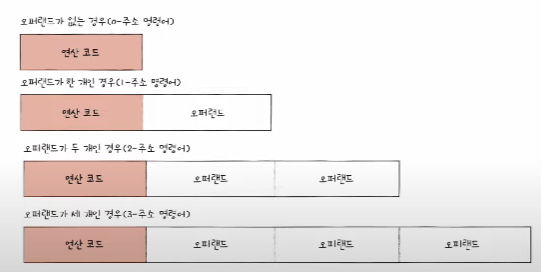 오퍼랜드가 없는 경우(0-주소 명령어)
연산 코드
오퍼랜드가 한 개인 경우(1-주소 명령어)
연산 코드 오퍼랜드
오퍼랜드가 두 개인 경우(2-주소 명령어)
연산 코드 오퍼랜드 오퍼랜드
오퍼랜드가 세 개인 경우(3-주소 명령어)
연산 코드 오퍼랜드 오퍼랜드 오퍼랜드